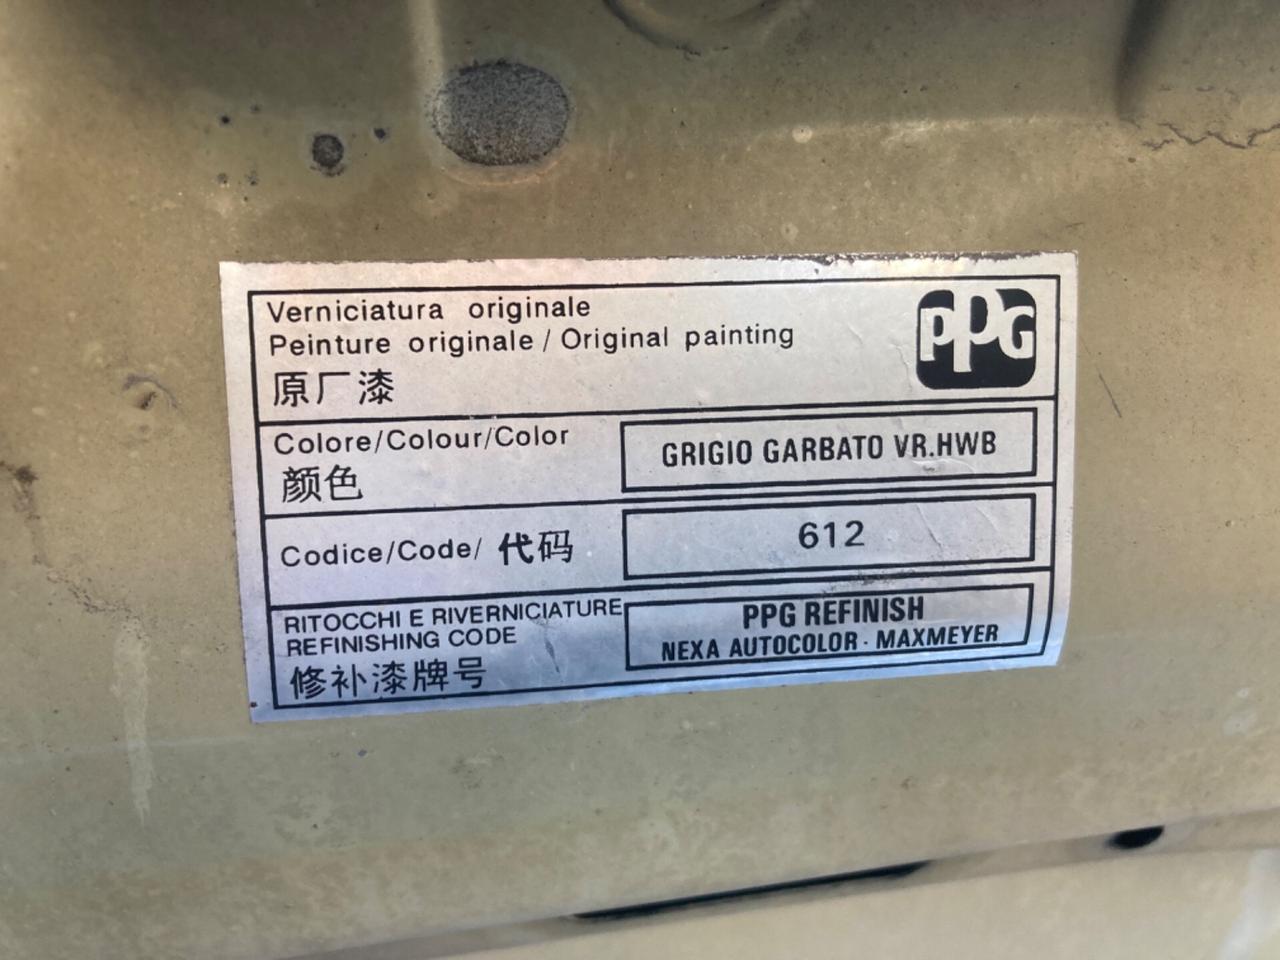 Verniciatura originale
Peinture originale / Original painting
原厂漆
PPG
Colore/Colour/Color
颜色
GRIGIO GARBATO VR.HWB
Codice/Code/ 代码
612
RITOCCHI E RIVERNICIATURE
REFINISHING CODE
修补漆牌号
PPG REFINISH
NEXA AUTOCOLOR · MAXMEYER